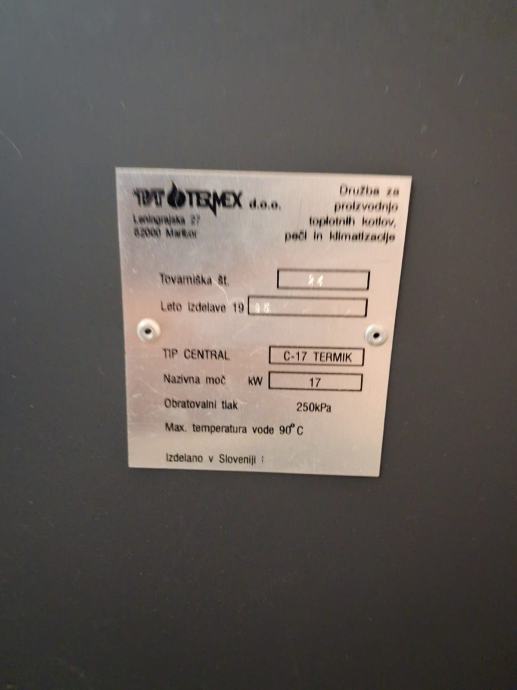 TVT TERMEX d.o.o.
Leningrajska 27
62000 Maribor
Družba za
proizvodnjo
toplotnih kotlov,
peči in klimatizacije
Tovarniška št.
Leto izdelave 19
TIP CENTRAL C-17 TERMIK
Nazivna moč kW 17
Obratovalni tlak 250kPa
Max. temperatura vode 90°C
Izdelano v Sloveniji :